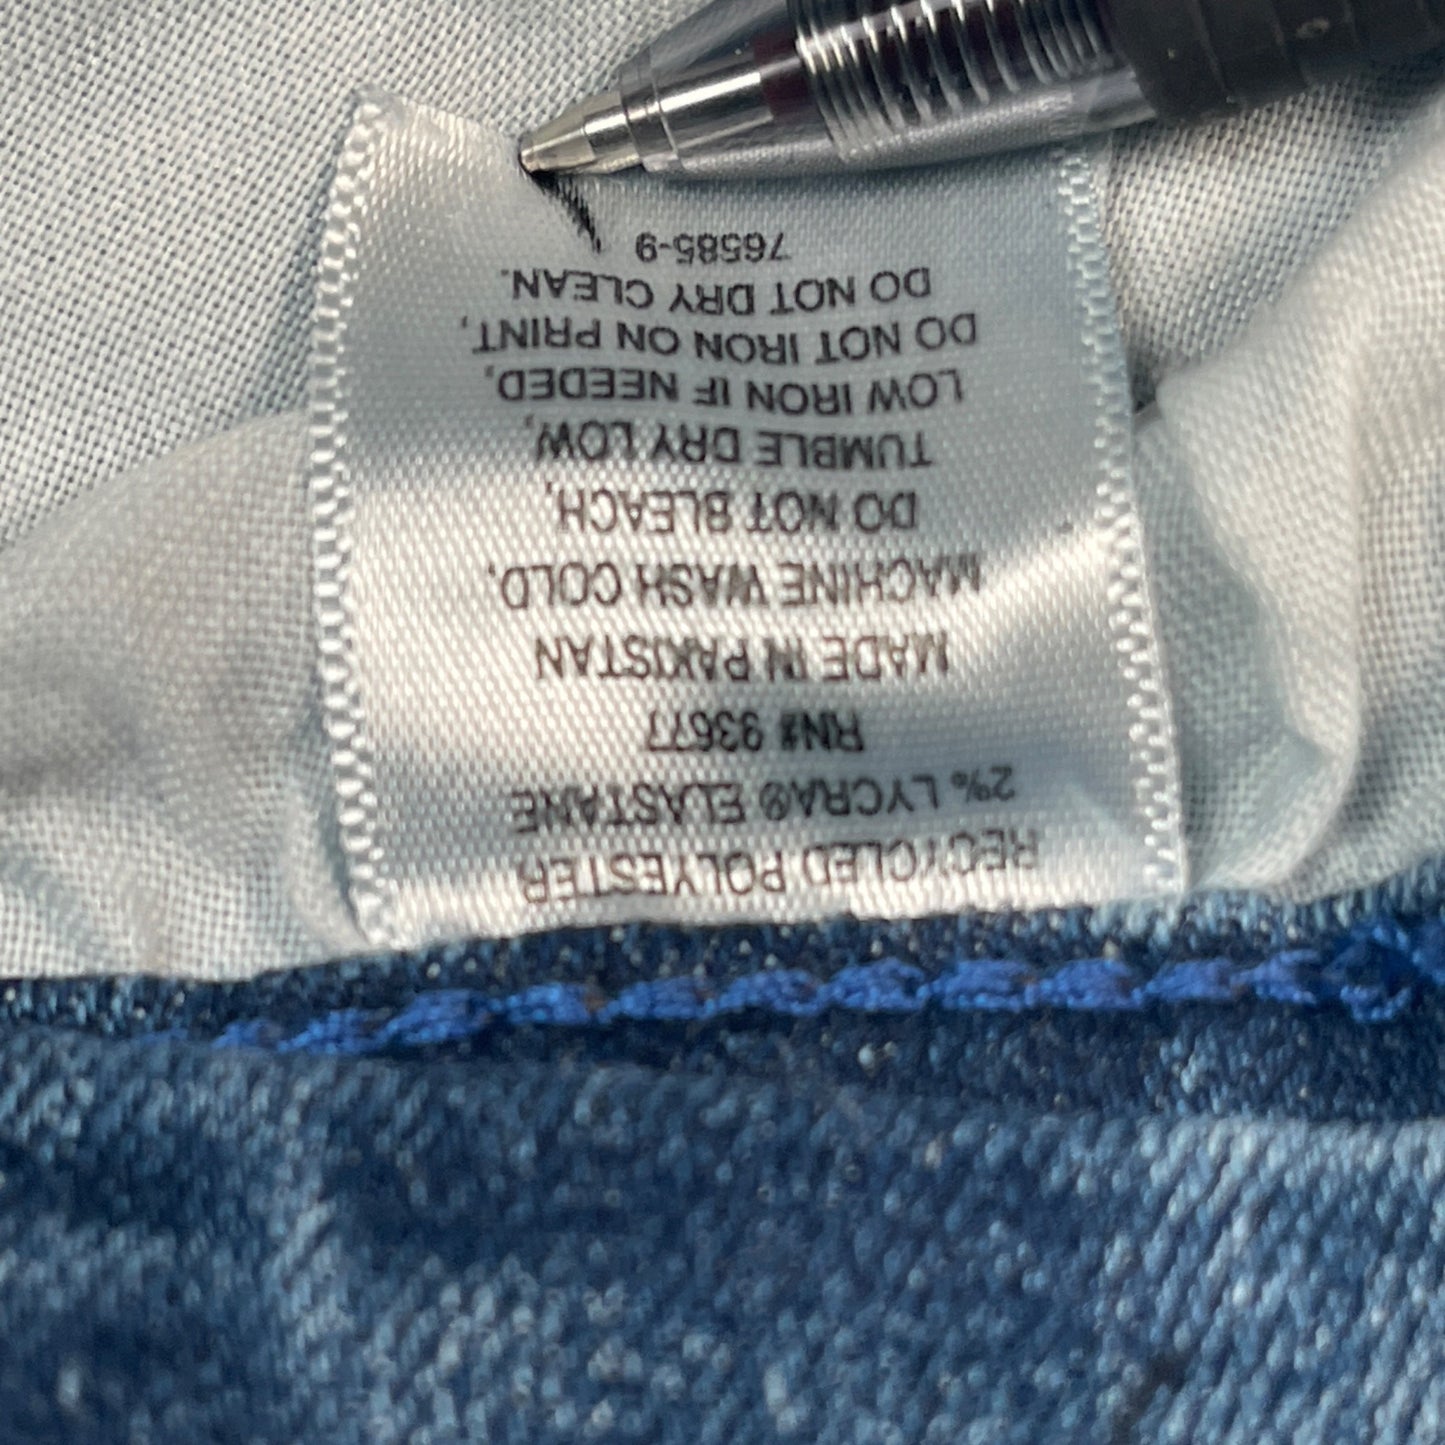 RECYCLED POLYESTER
2% LYCRA® ELASTANE
RN# 93677
MADE IN PAKISTAN
MACHINE WASH COLD.
DO NOT BLEACH,
TUMBLE DRY LOW,
LOW IRON IF NEEDED,
DO NOT IRON ON PRINT,
DO NOT DRY CLEAN.
76585-9